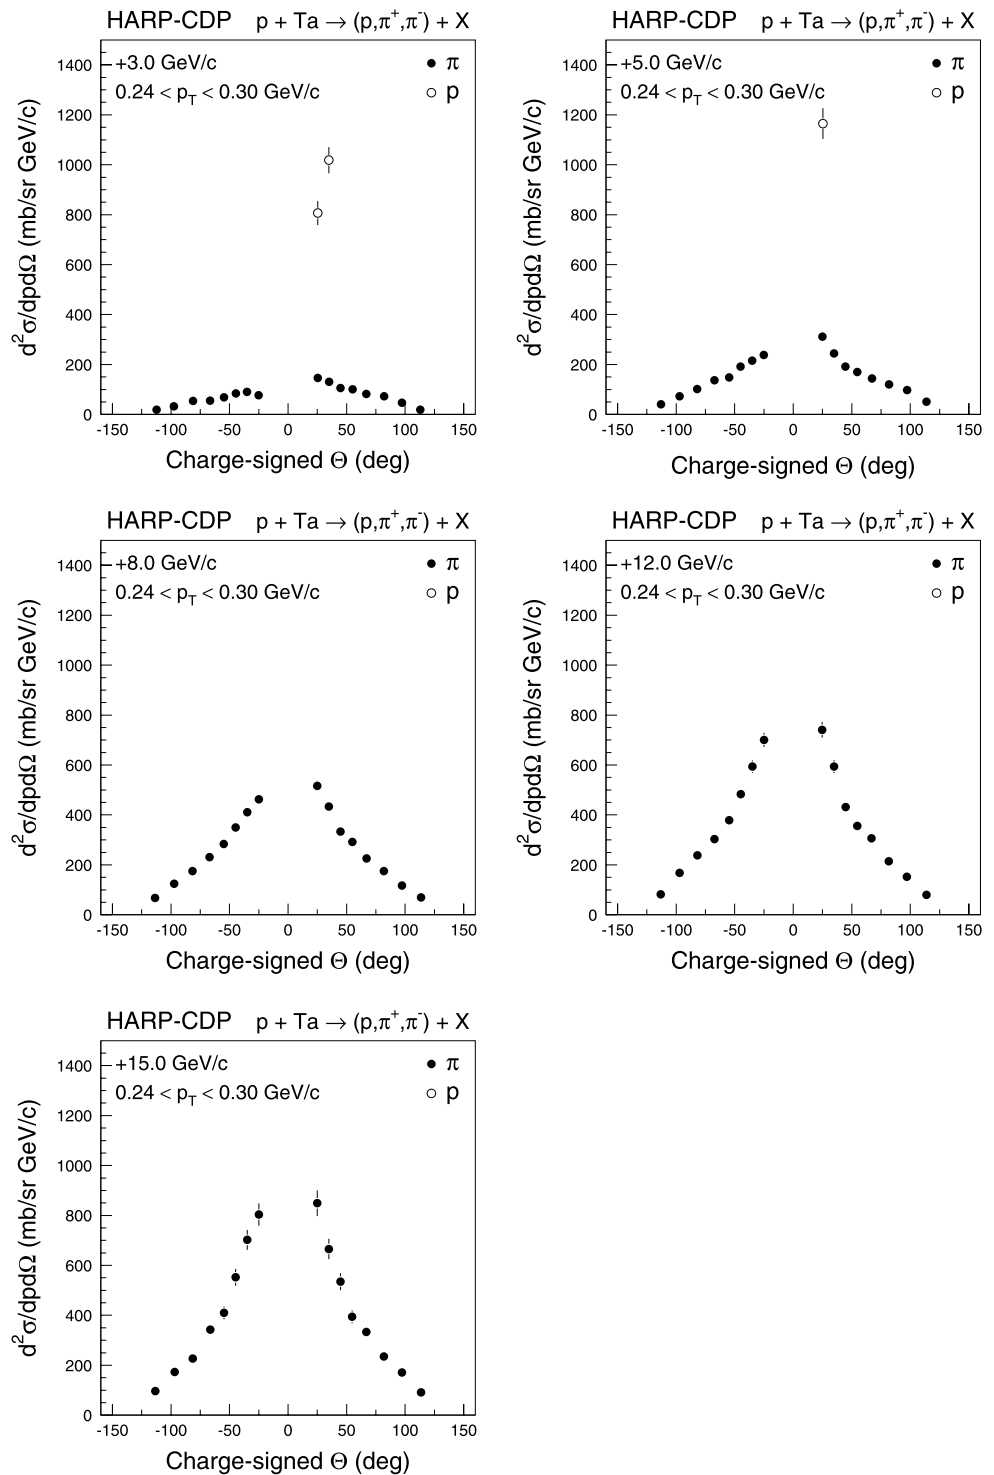 HARP-CDP p + Ta → (p,π⁺,π⁻) + X
+3.0 GeV/c
0.24 < p_T < 0.30 GeV/c
● π
○ p
d²σ/dpdΩ (mb/sr GeV/c)
1400
1200
1000
800
600
400
200
0
-150 -100 -50 0 50 100 150
Charge-signed Θ (deg)
HARP-CDP p + Ta → (p,π⁺,π⁻) + X
+5.0 GeV/c
0.24 < p_T < 0.30 GeV/c
● π
○ p
d²σ/dpdΩ (mb/sr GeV/c)
1400
1200
1000
800
600
400
200
0
-150 -100 -50 0 50 100 150
Charge-signed Θ (deg)
HARP-CDP p + Ta → (p,π⁺,π⁻) + X
+8.0 GeV/c
0.24 < p_T < 0.30 GeV/c
● π
○ p
d²σ/dpdΩ (mb/sr GeV/c)
1400
1200
1000
800
600
400
200
0
-150 -100 -50 0 50 100 150
Charge-signed Θ (deg)
HARP-CDP p + Ta → (p,π⁺,π⁻) + X
+12.0 GeV/c
0.24 < p_T < 0.30 GeV/c
● π
○ p
d²σ/dpdΩ (mb/sr GeV/c)
1400
1200
1000
800
600
400
200
0
-150 -100 -50 0 50 100 150
Charge-signed Θ (deg)
HARP-CDP p + Ta → (p,π⁺,π⁻) + X
+15.0 GeV/c
0.24 < p_T < 0.30 GeV/c
● π
○ p
d²σ/dpdΩ (mb/sr GeV/c)
1400
1200
1000
800
600
400
200
0
-150 -100 -50 0 50 100 150
Charge-signed Θ (deg)